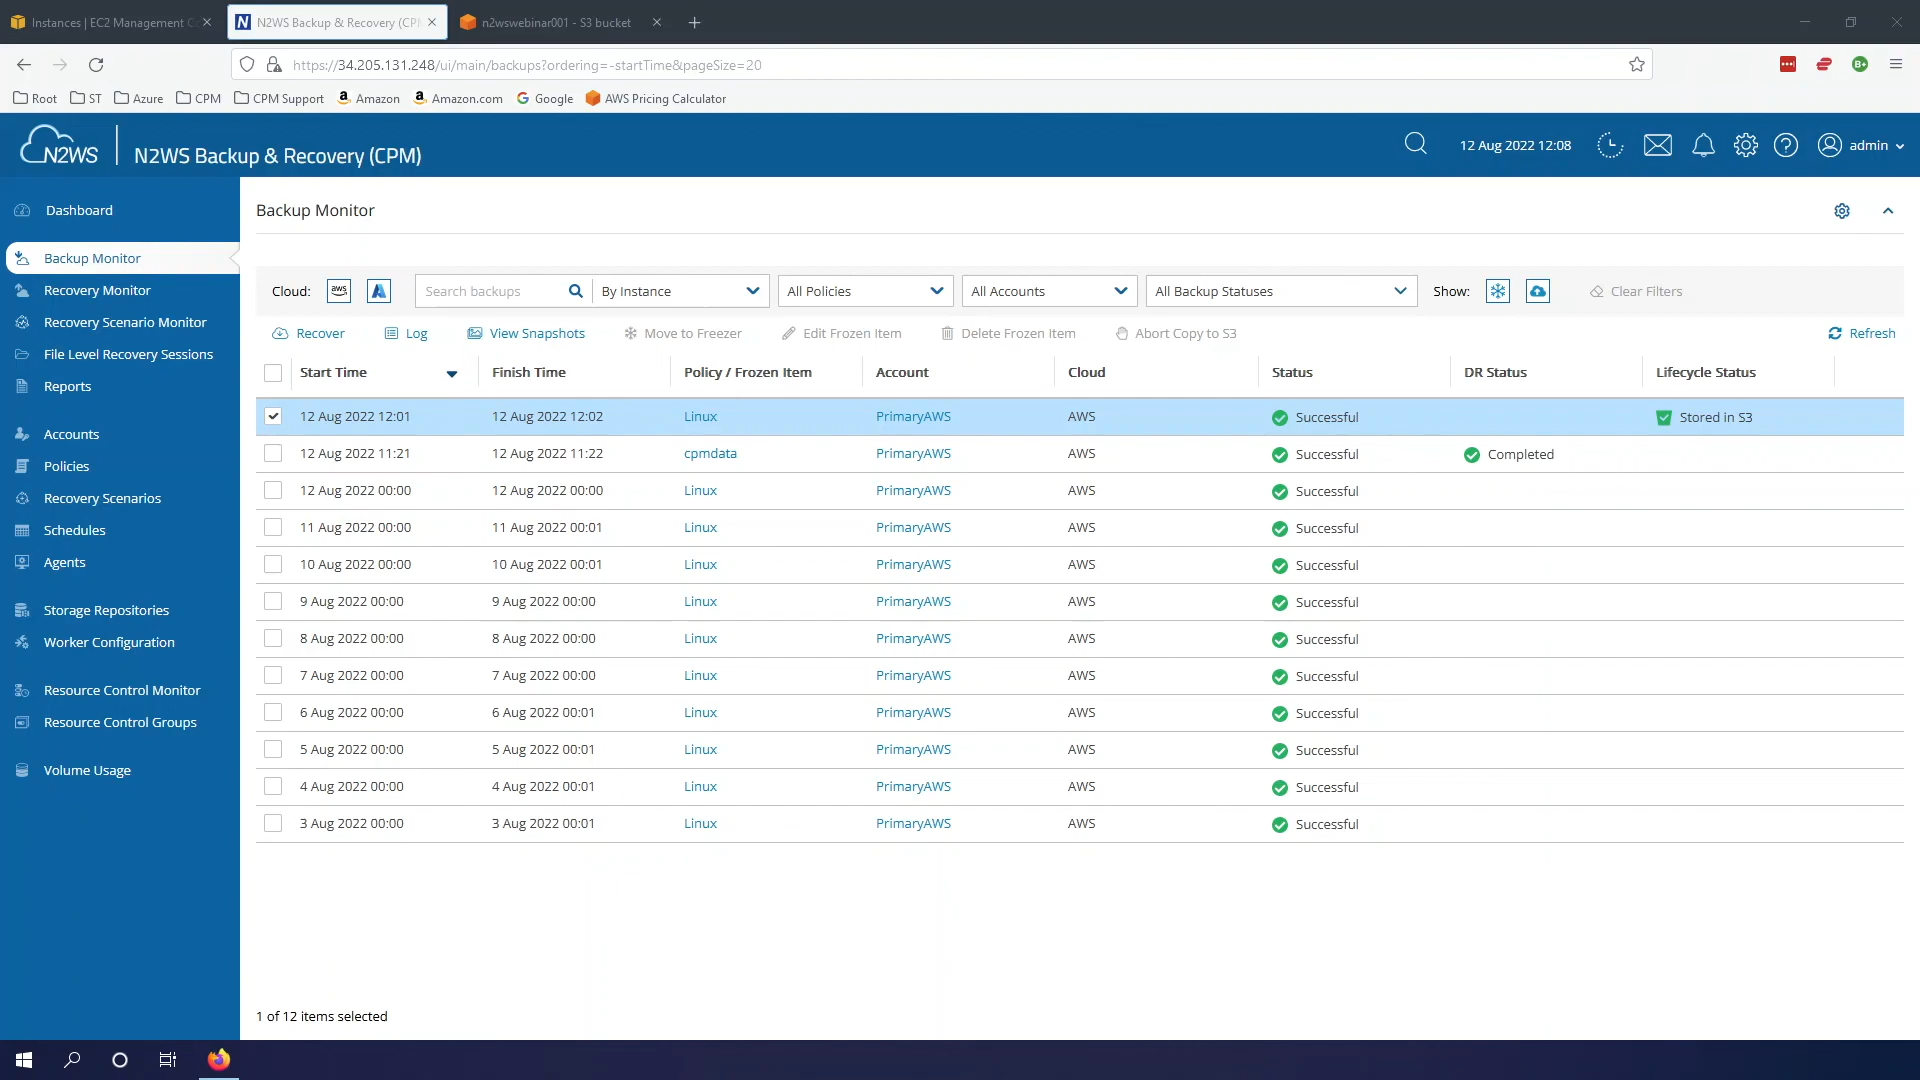 Instances | EC2 Management C
N2WS Backup & Recovery (CPM
n2wswebinar001 - S3 bucket
https://34.205.131.248/ui/main/backups?ordering=-startTime&pageSize=20
Root
ST
Azure
CPM
CPM Support
Amazon
Amazon.com
Google
AWS Pricing Calculator
N2WS
N2WS Backup & Recovery (CPM)
12 Aug 2022 12:08
admin
Dashboard
Backup Monitor
Recovery Monitor
Recovery Scenario Monitor
File Level Recovery Sessions
Reports
Accounts
Policies
Recovery Scenarios
Schedules
Agents
Storage Repositories
Worker Configuration
Resource Control Monitor
Resource Control Groups
Volume Usage
Backup Monitor
Cloud: aws Search backups By Instance All Policies All Accounts All Backup Statuses Show: Clear Filters
Recover Log View Snapshots Move to Freezer Edit Frozen Item Delete Frozen Item Abort Copy to S3 Refresh
Start Time Finish Time Policy / Frozen Item Account Cloud Status DR Status Lifecycle Status
12 Aug 2022 12:01 12 Aug 2022 12:02 Linux PrimaryAWS AWS Successful Stored in S3
12 Aug 2022 11:21 12 Aug 2022 11:22 cpmdata PrimaryAWS AWS Successful Completed
12 Aug 2022 00:00 12 Aug 2022 00:00 Linux PrimaryAWS AWS Successful
11 Aug 2022 00:00 11 Aug 2022 00:01 Linux PrimaryAWS AWS Successful
10 Aug 2022 00:00 10 Aug 2022 00:01 Linux PrimaryAWS AWS Successful
9 Aug 2022 00:00 9 Aug 2022 00:00 Linux PrimaryAWS AWS Successful
8 Aug 2022 00:00 8 Aug 2022 00:00 Linux PrimaryAWS AWS Successful
7 Aug 2022 00:00 7 Aug 2022 00:00 Linux PrimaryAWS AWS Successful
6 Aug 2022 00:00 6 Aug 2022 00:01 Linux PrimaryAWS AWS Successful
5 Aug 2022 00:00 5 Aug 2022 00:01 Linux PrimaryAWS AWS Successful
4 Aug 2022 00:00 4 Aug 2022 00:01 Linux PrimaryAWS AWS Successful
3 Aug 2022 00:00 3 Aug 2022 00:01 Linux PrimaryAWS AWS Successful
1 of 12 items selected